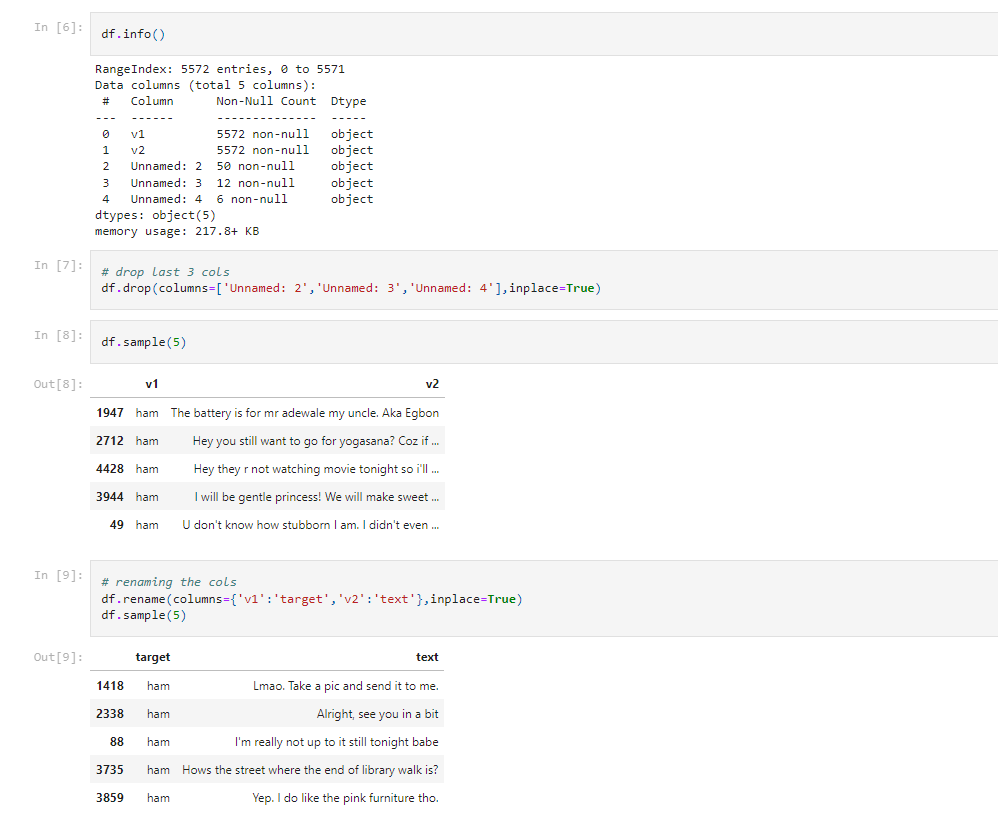 In [6]:
df.info()
RangeIndex: 5572 entries, 0 to 5571
Data columns (total 5 columns):
 #   Column      Non-Null Count  Dtype
---  ------      --------------  -----
 0   v1          5572 non-null   object
 1   v2          5572 non-null   object
 2   Unnamed: 2  50 non-null     object
 3   Unnamed: 3  12 non-null     object
 4   Unnamed: 4  6 non-null      object
dtypes: object(5)
memory usage: 217.8+ KB
In [7]:
# drop last 3 cols
df.drop(columns=['Unnamed: 2','Unnamed: 3','Unnamed: 4'],inplace=True)
In [8]:
df.sample(5)
Out[8]:
v1 v2
1947 ham The battery is for mr adewale my uncle. Aka Egbon
2712 ham Hey you still want to go for yogasana? Coz if ...
4428 ham Hey they r not watching movie tonight so i'll ...
3944 ham I will be gentle princess! We will make sweet ...
49 ham U don't know how stubborn I am. I didn't even ...
In [9]:
# renaming the cols
df.rename(columns={'v1':'target','v2':'text'},inplace=True)
df.sample(5)
Out[9]:
target text
1418 ham Lmao. Take a pic and send it to me.
2338 ham Alright, see you in a bit
88 ham I'm really not up to it still tonight babe
3735 ham Hows the street where the end of library walk is?
3859 ham Yep. I do like the pink furniture tho.